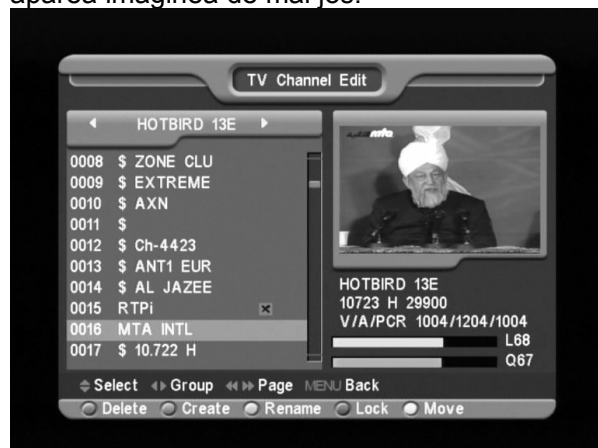 TV Channel Edit
HOTBIRD 13E
0008 $ ZONE CLU
0009 $ EXTREME
0010 $ AXN
0011 $
0012 $ Ch-4423
0013 $ ANT1 EUR
0014 $ AL JAZEE
0015 RTPi
0016 MTA INTL
0017 $ 10.722 H
mta
HOTBIRD 13E
10723 H 29900
V/A/PCR 1004/1204/1004
L68
Q67
Select Group Page MENU Back
Delete Create Rename Lock Move